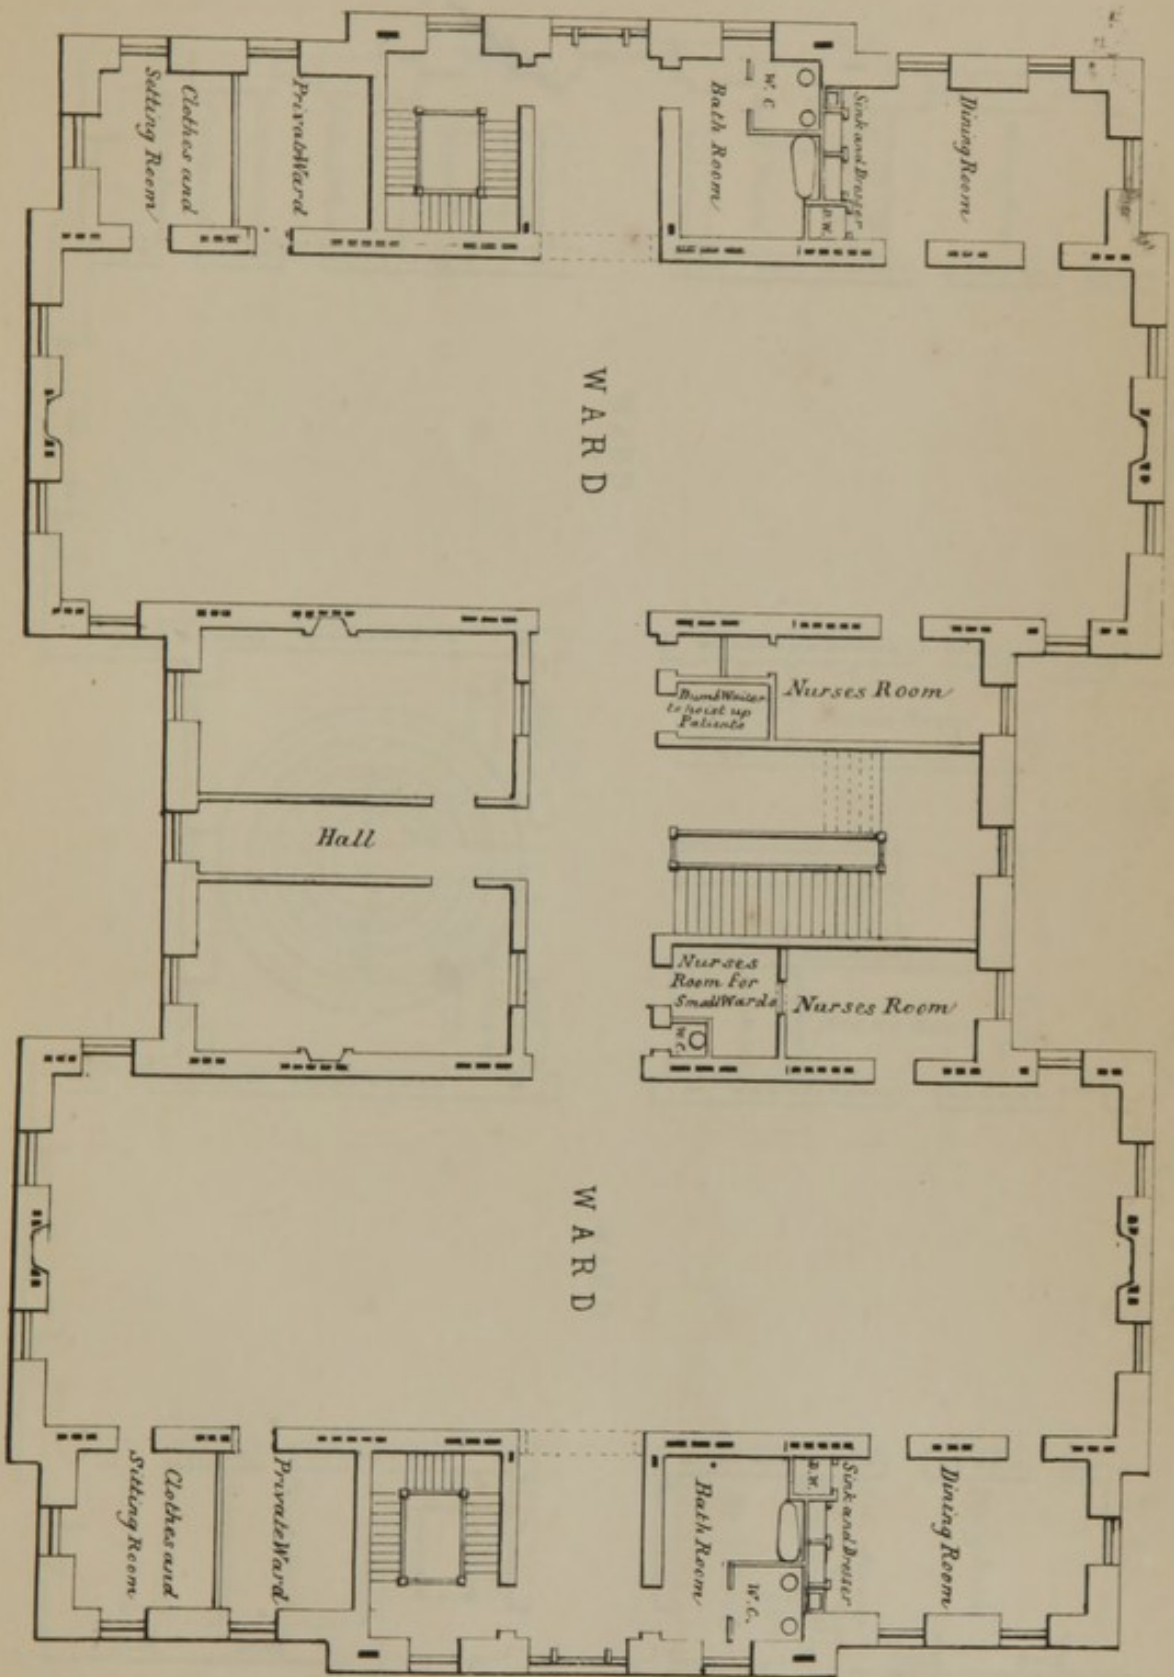 Clothes and
Sitting Room
Private Ward
Bath Room
W. C.
Sink and Dresser
D.W.
Dining Room
WARD
Nurses Room
Dumb Waiter
to hoist up
Patients
Hall
Nurses
Room for
Small Wards
Nurses Room
W.C.
WARD
Clothes and
Sitting Room
Private Ward
Bath Room
W.C.
D.W.
Sink and Dresser
Dining Room